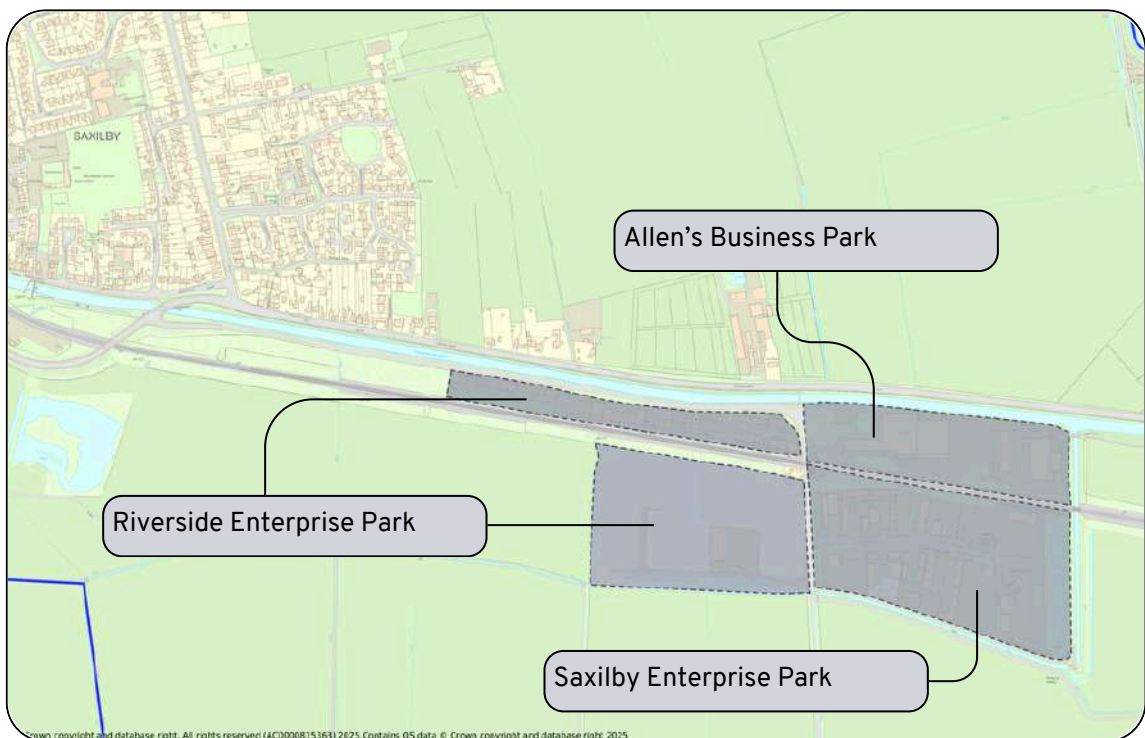 SAXILBY
Allen's Business Park
Riverside Enterprise Park
Saxilby Enterprise Park
Crown copyright and database right. All rights reserved (AC0000815363) 2025.Contains OS data © Crown copyright and database right 2025